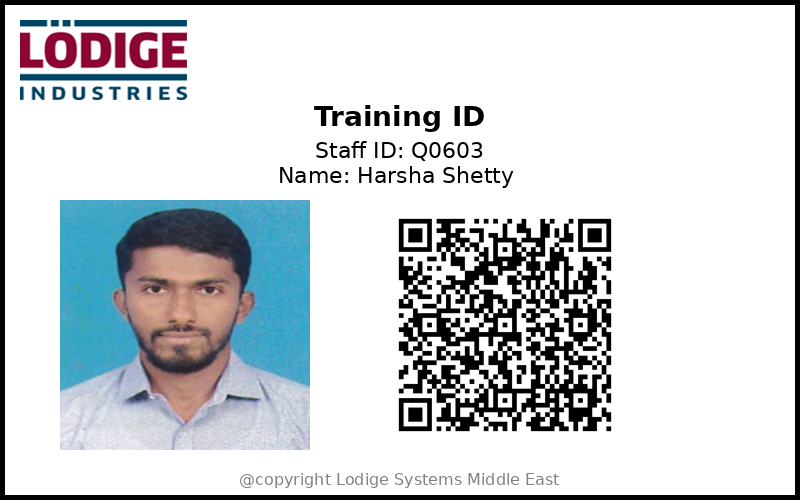 LÖDIGE
INDUSTRIES
Training ID
Staff ID: Q0603
Name: Harsha Shetty
@copyright Lodige Systems Middle East